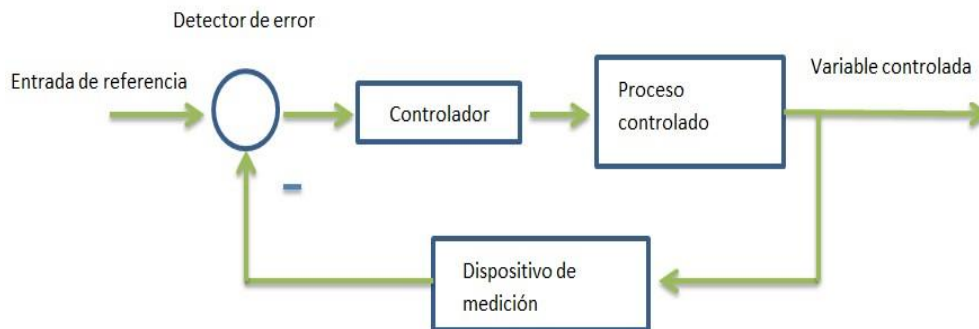 Detector de error
Entrada de referencia
Controlador
Proceso
controlado
Variable controlada
Dispositivo de
medición